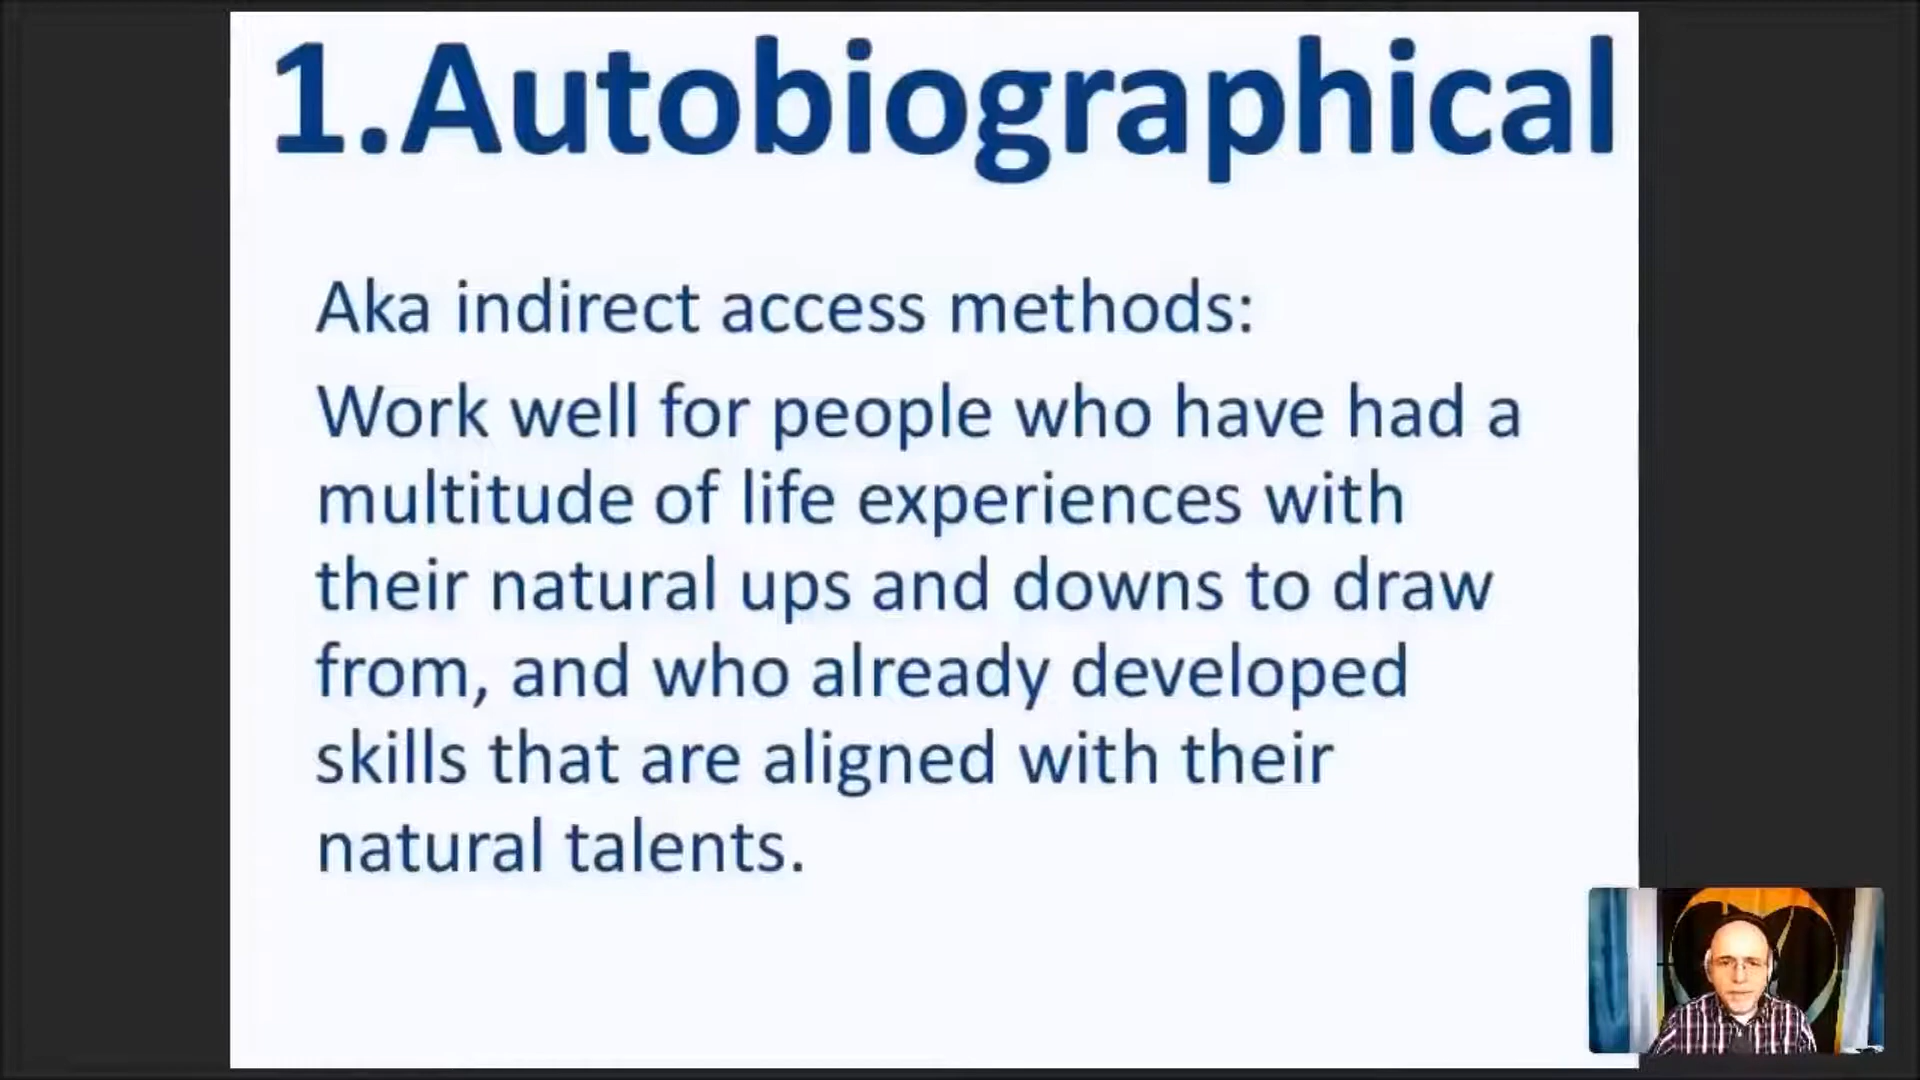 1.Autobiographical
Aka indirect access methods:
Work well for people who have had a
multitude of life experiences with
their natural ups and downs to draw
from, and who already developed
skills that are aligned with their
natural talents.